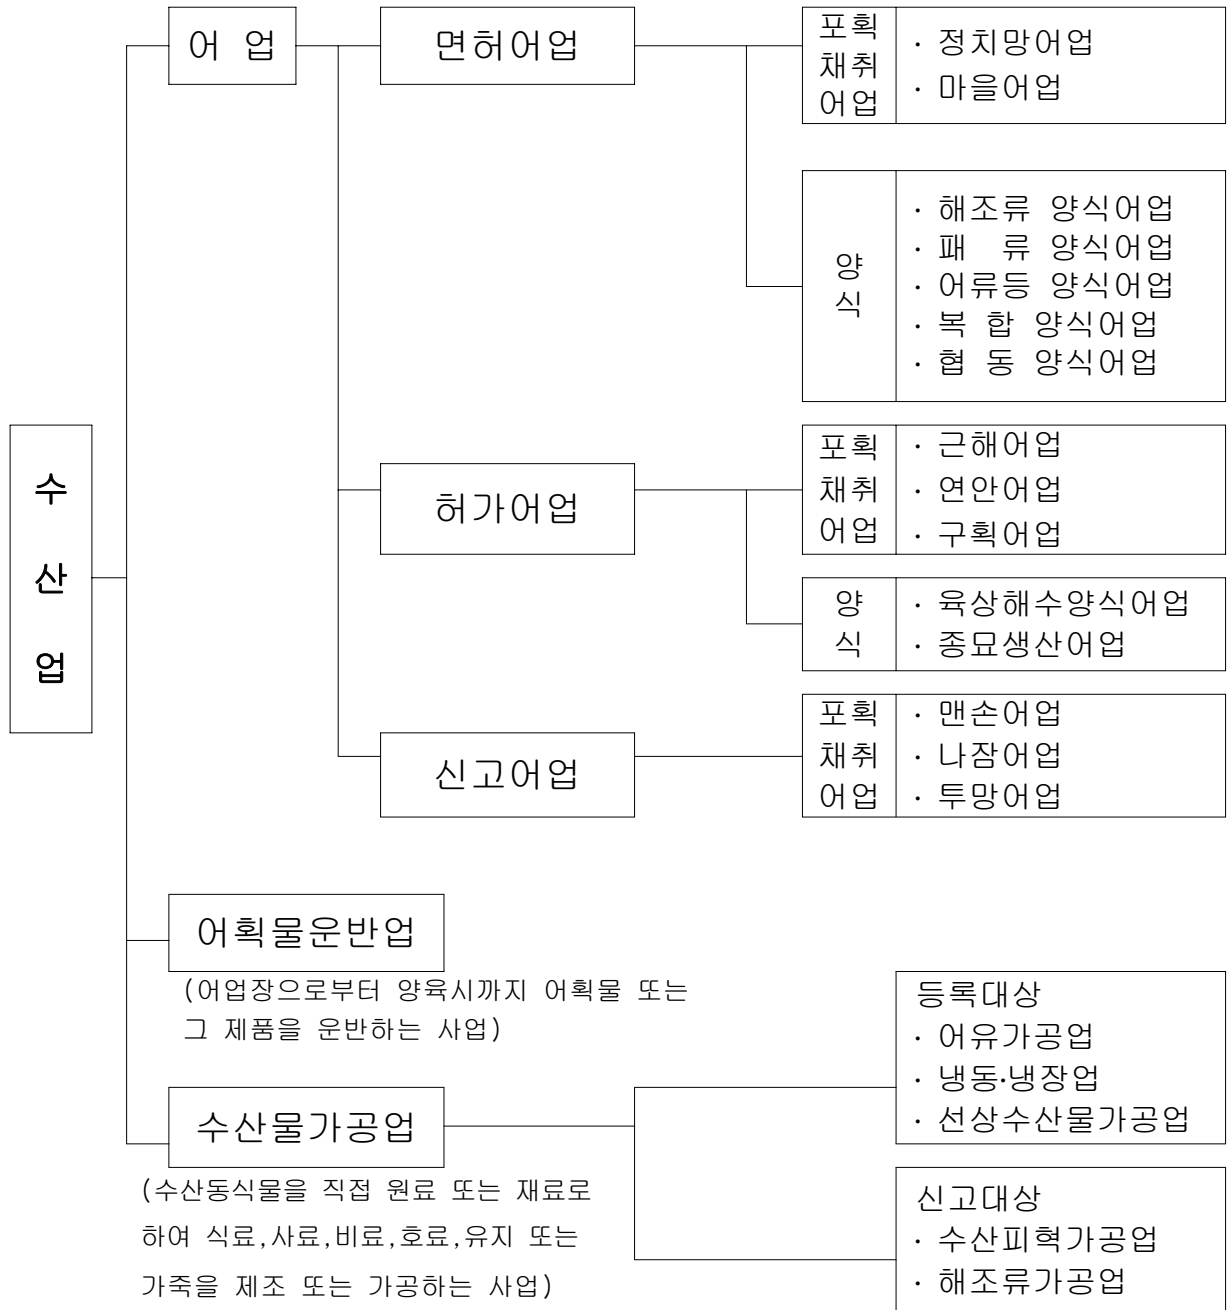 수
산
업
어 업
면허어업
포획
채취
어업
· 정치망어업
· 마을어업
양
식
· 해조류 양식어업
· 패 류 양식어업
· 어류등 양식어업
· 복 합 양식어업
· 협 동 양식어업
허가어업
포획
채취
어업
· 근해어업
· 연안어업
· 구획어업
양
식
· 육상해수양식어업
· 종묘생산어업
신고어업
포획
채취
어업
· 맨손어업
· 나잠어업
· 투망어업
어획물운반업
(어업장으로부터 양육시까지 어획물 또는
그 제품을 운반하는 사업)
수산물가공업
(수산동식물을 직접 원료 또는 재료로
하여 식료,사료,비료,호료,유지 또는
가죽을 제조 또는 가공하는 사업)
등록대상
· 어유가공업
· 냉동·냉장업
· 선상수산물가공업
신고대상
· 수산피혁가공업
· 해조류가공업